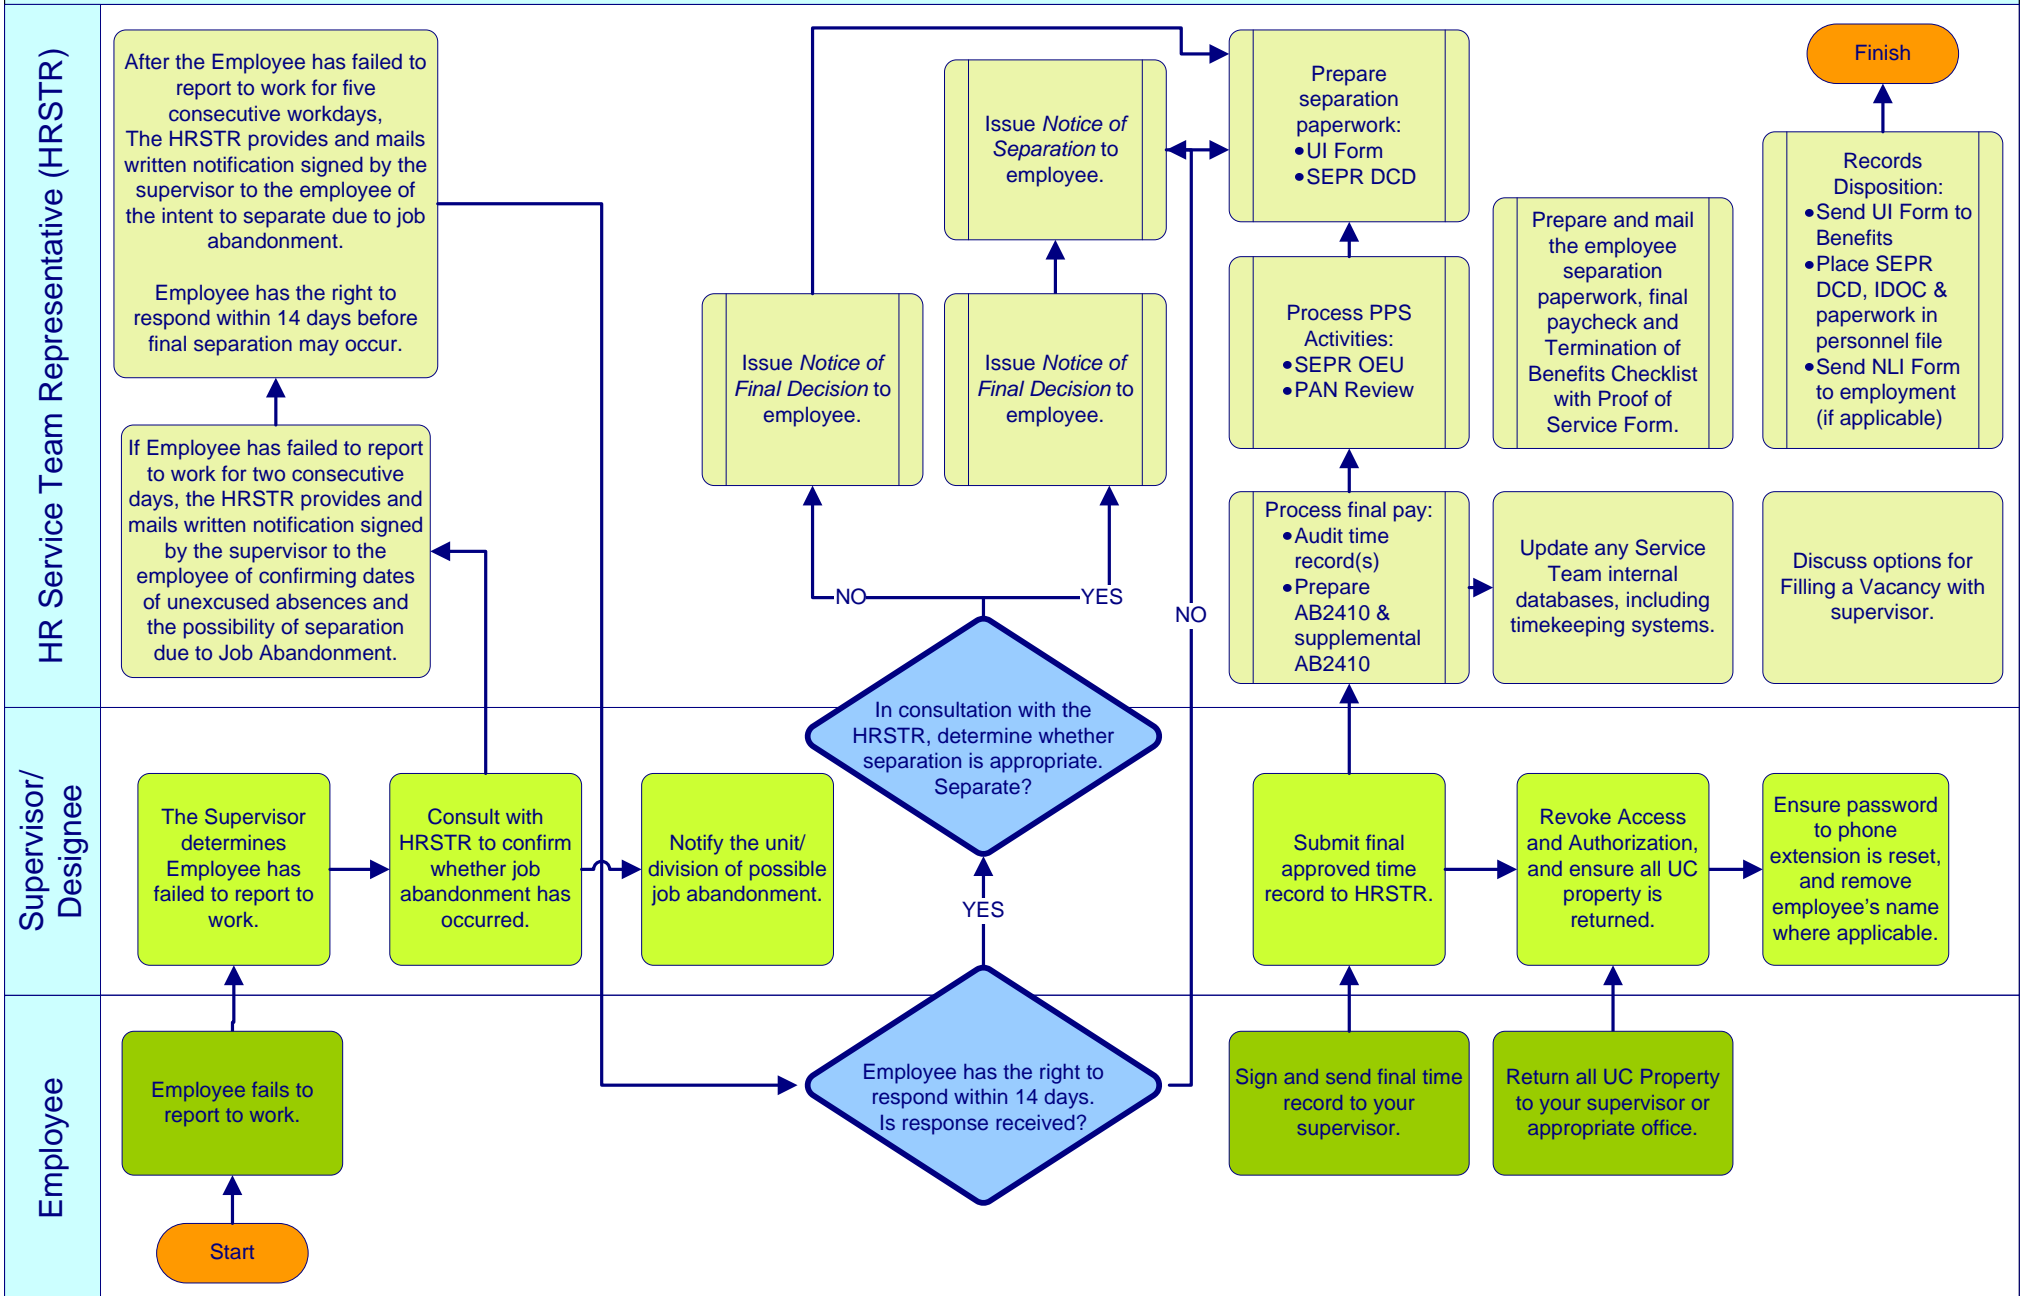 HR Service Team Representative (HRSTR)
After the Employee has failed to
report to work for five
consecutive workdays,
The HRSTR provides and mails
written notification signed by the
supervisor to the employee of
the intent to separate due to job
abandonment.
Employee has the right to
respond within 14 days before
final separation may occur.
If Employee has failed to report
to work for two consecutive
days, the HRSTR provides and
mails written notification signed
by the supervisor to the
employee of confirming dates
of unexcused absences and
the possibility of separation
due to Job Abandonment.
Issue Notice of
Final Decision to
employee.
Issue Notice of
Separation to
employee.
Issue Notice of
Final Decision to
employee.
NO
YES
NO
Prepare
separation
paperwork:
•UI Form
•SEPR DCD
Process PPS
Activities:
•SEPR OEU
•PAN Review
Process final pay:
•Audit time
record(s)
•Prepare
AB2410 &
supplemental
AB2410
Prepare and mail
the employee
separation
paperwork, final
paycheck and
Termination of
Benefits Checklist
with Proof of
Service Form.
Update any Service
Team internal
databases, including
timekeeping systems.
Finish
Records
Disposition:
•Send UI Form to
Benefits
•Place SEPR
DCD, IDOC &
paperwork in
personnel file
•Send NLI Form
to employment
(if applicable)
Discuss options for
Filling a Vacancy with
supervisor.
Supervisor/
Designee
The Supervisor
determines
Employee has
failed to report to
work.
Consult with
HRSTR to confirm
whether job
abandonment has
occurred.
Notify the unit/
division of possible
job abandonment.
In consultation with the
HRSTR, determine whether
separation is appropriate.
Separate?
YES
Submit final
approved time
record to HRSTR.
Revoke Access
and Authorization,
and ensure all UC
property is
returned.
Ensure password
to phone
extension is reset,
and remove
employee’s name
where applicable.
Employee
Employee fails to
report to work.
Start
Employee has the right to
respond within 14 days.
Is response received?
Sign and send final time
record to your
supervisor.
Return all UC Property
to your supervisor or
appropriate office.